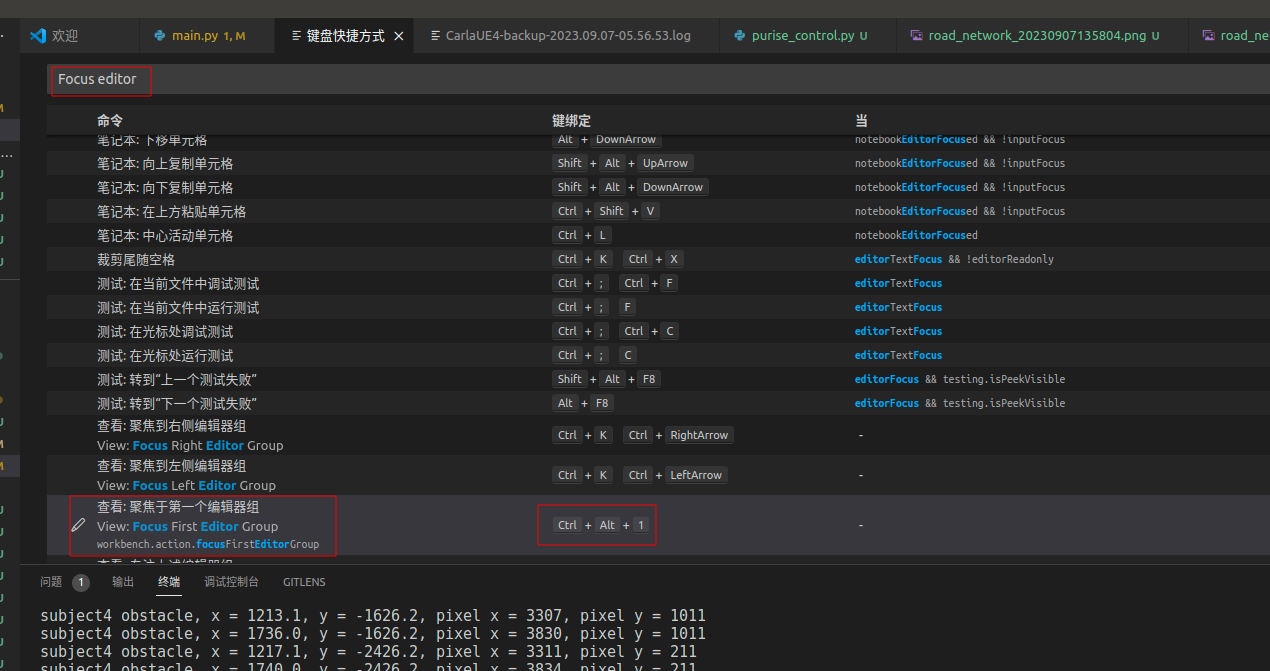 欢迎
main.py 1, M
键盘快捷方式
CarlaUE4-backup-2023.09.07-05.56.53.log
purise_control.py U
road_network_20230907135804.png U
road_ne
Focus editor
命令 键绑定 当
笔记本: 下移单元格 Alt + DownArrow notebookEditorFocused && !inputFocus
笔记本: 向上复制单元格 Shift + Alt + UpArrow notebookEditorFocused && !inputFocus
笔记本: 向下复制单元格 Shift + Alt + DownArrow notebookEditorFocused && !inputFocus
笔记本: 在上方粘贴单元格 Ctrl + Shift + V notebookEditorFocused && !inputFocus
笔记本: 中心活动单元格 Ctrl + L notebookEditorFocused
裁剪尾随空格 Ctrl + K Ctrl + X editorTextFocus && !editorReadonly
测试: 在当前文件中调试测试 Ctrl + ; Ctrl + F editorTextFocus
测试: 在当前文件中运行测试 Ctrl + ; F editorTextFocus
测试: 在光标处调试测试 Ctrl + ; Ctrl + C editorTextFocus
测试: 在光标处运行测试 Ctrl + ; C editorTextFocus
测试: 转到“上一个测试失败” Shift + Alt + F8 editorFocus && testing.isPeekVisible
测试: 转到“下一个测试失败” Alt + F8 editorFocus && testing.isPeekVisible
查看: 聚焦到右侧编辑器组
View: Focus Right Editor Group Ctrl + K Ctrl + RightArrow -
查看: 聚焦到左侧编辑器组
View: Focus Left Editor Group Ctrl + K Ctrl + LeftArrow -
查看: 聚焦于第一个编辑器组
View: Focus First Editor Group Ctrl + Alt + 1 -
workbench.action.focusFirstEditorGroup
问题 1 输出 终端 调试控制台 GITLENS
subject4 obstacle, x = 1213.1, y = -1626.2, pixel x = 3307, pixel y = 1011
subject4 obstacle, x = 1736.0, y = -1626.2, pixel x = 3830, pixel y = 1011
subject4 obstacle, x = 1217.1, y = -2426.2, pixel x = 3311, pixel y = 211
subject4 obstacle, x = 1740.0, y = -2426.2, pixel x = 3834, pixel y = 211